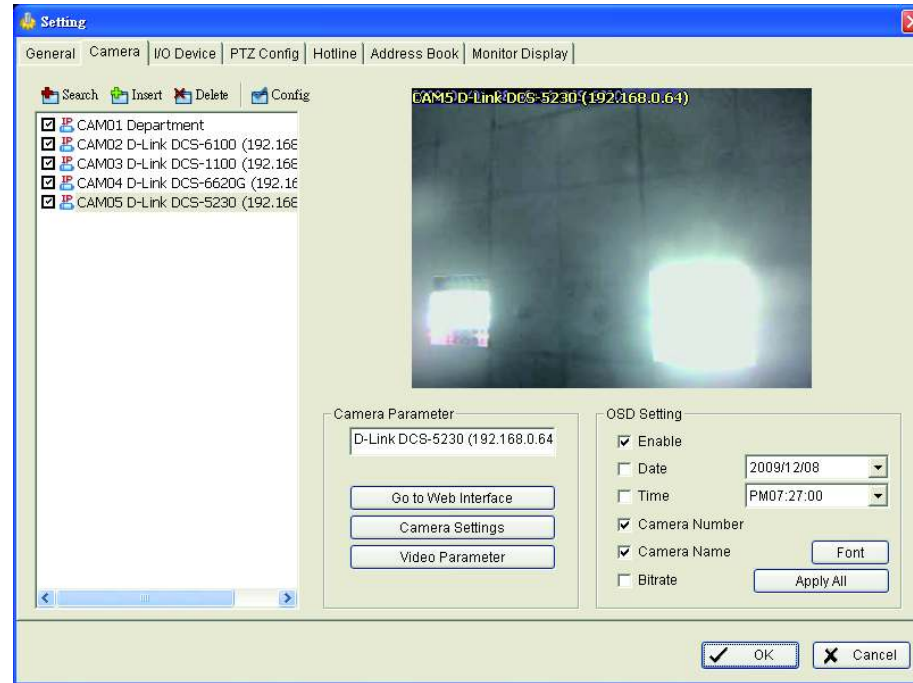 Setting
General Camera I/O Device PTZ Config Hotline Address Book Monitor Display
Search Insert Delete Config
CAM01 Department
CAM02 D-Link DCS-6100 (192.168
CAM03 D-Link DCS-1100 (192.168
CAM04 D-Link DCS-6620G (192.16
CAM05 D-Link DCS-5230 (192.168
CAM5 D-Link DCS-5230 (192.168.0.64)
Camera Parameter
D-Link DCS-5230 (192.168.0.64
Go to Web Interface
Camera Settings
Video Parameter
OSD Setting
Enable
Date 2009/12/08
Time PM07:27:00
Camera Number
Camera Name Font
Bitrate Apply All
OK Cancel